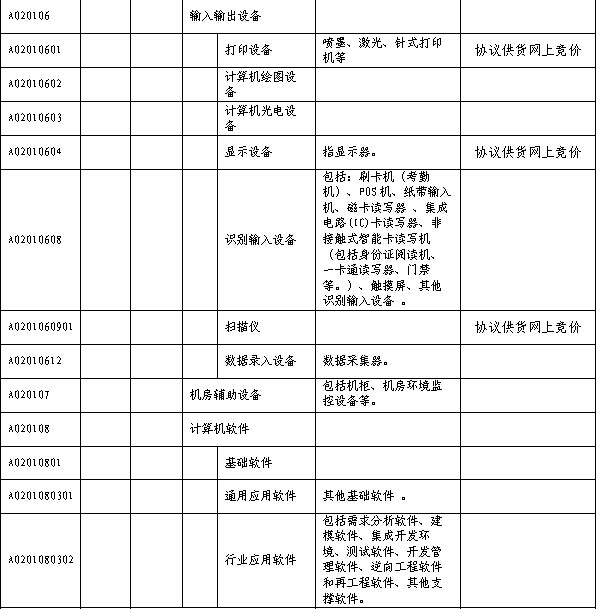 A020106 输入输出设备
A02010601 打印设备 喷墨、激光、针式打印 协议供货网上竞价
机等
A02010602 计算机绘图设
备
A02010603 计算机光电设
备
A02010604 显示设备 指显示器。 协议供货网上竞价
包括：刷卡机（考勤
机）、POS机、纸带输入
机、磁卡读写器 、集成
电路(IC)卡读写器、非
A02010608 识别输入设备 接触式智能卡读写机
（包括身份证阅读机、
一卡通读写器、门禁
等。）、触摸屏、其他
识别输入设备 。
A0201060901 扫描仪 协议供货网上竞价
A02010612 数据录入设备 数据采集器。
A020107 机房辅助设备 包括机柜、机房环境监
控设备等。
A020108 计算机软件
A02010801 基础软件
A0201080301 通用应用软件 其他基础软件 。
包括需求分析软件、建
模软件、集成开发环
境、测试软件、开发管
A0201080302 行业应用软件 理软件、逆向工程软件
和再工程软件、其他支
撑软件。